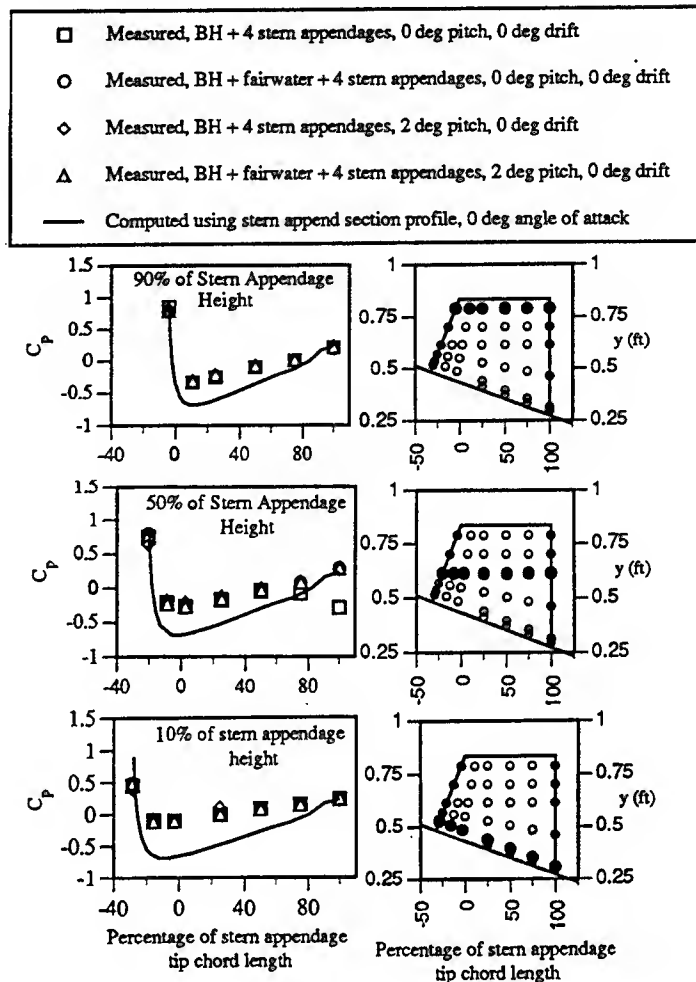 Measured, BH + 4 stern appendages, 0 deg pitch, 0 deg drift
Measured, BH + fairwater + 4 stern appendages, 0 deg pitch, 0 deg drift
Measured, BH + 4 stern appendages, 2 deg pitch, 0 deg drift
Measured, BH + fairwater + 4 stern appendages, 2 deg pitch, 0 deg drift
Computed using stern append section profile, 0 deg angle of attack
90% of Stern Appendage
Height
Cp
1.5
1
0.5
0
-0.5
-1
-40 0 40 80
1
0.75
0.5
0.25
1
0.75
y (ft)
0.5
0.25
-50 0 50 100
50% of Stern Appendage
Height
Cp
1.5
1
0.5
0
-0.5
-1
-40 0 40 80
1
0.75
0.5
0.25
1
0.75
y (ft)
0.5
0.25
-50 0 50 100
10% of stern appendage
height
Cp
1.5
1
0.5
0
-0.5
-1
-40 0 40 80
Percentage of stern appendage
tip chord length
1
0.75
0.5
0.25
1
0.75
y (ft)
0.5
0.25
-50 0 50 100
Percentage of stern appendage
tip chord length